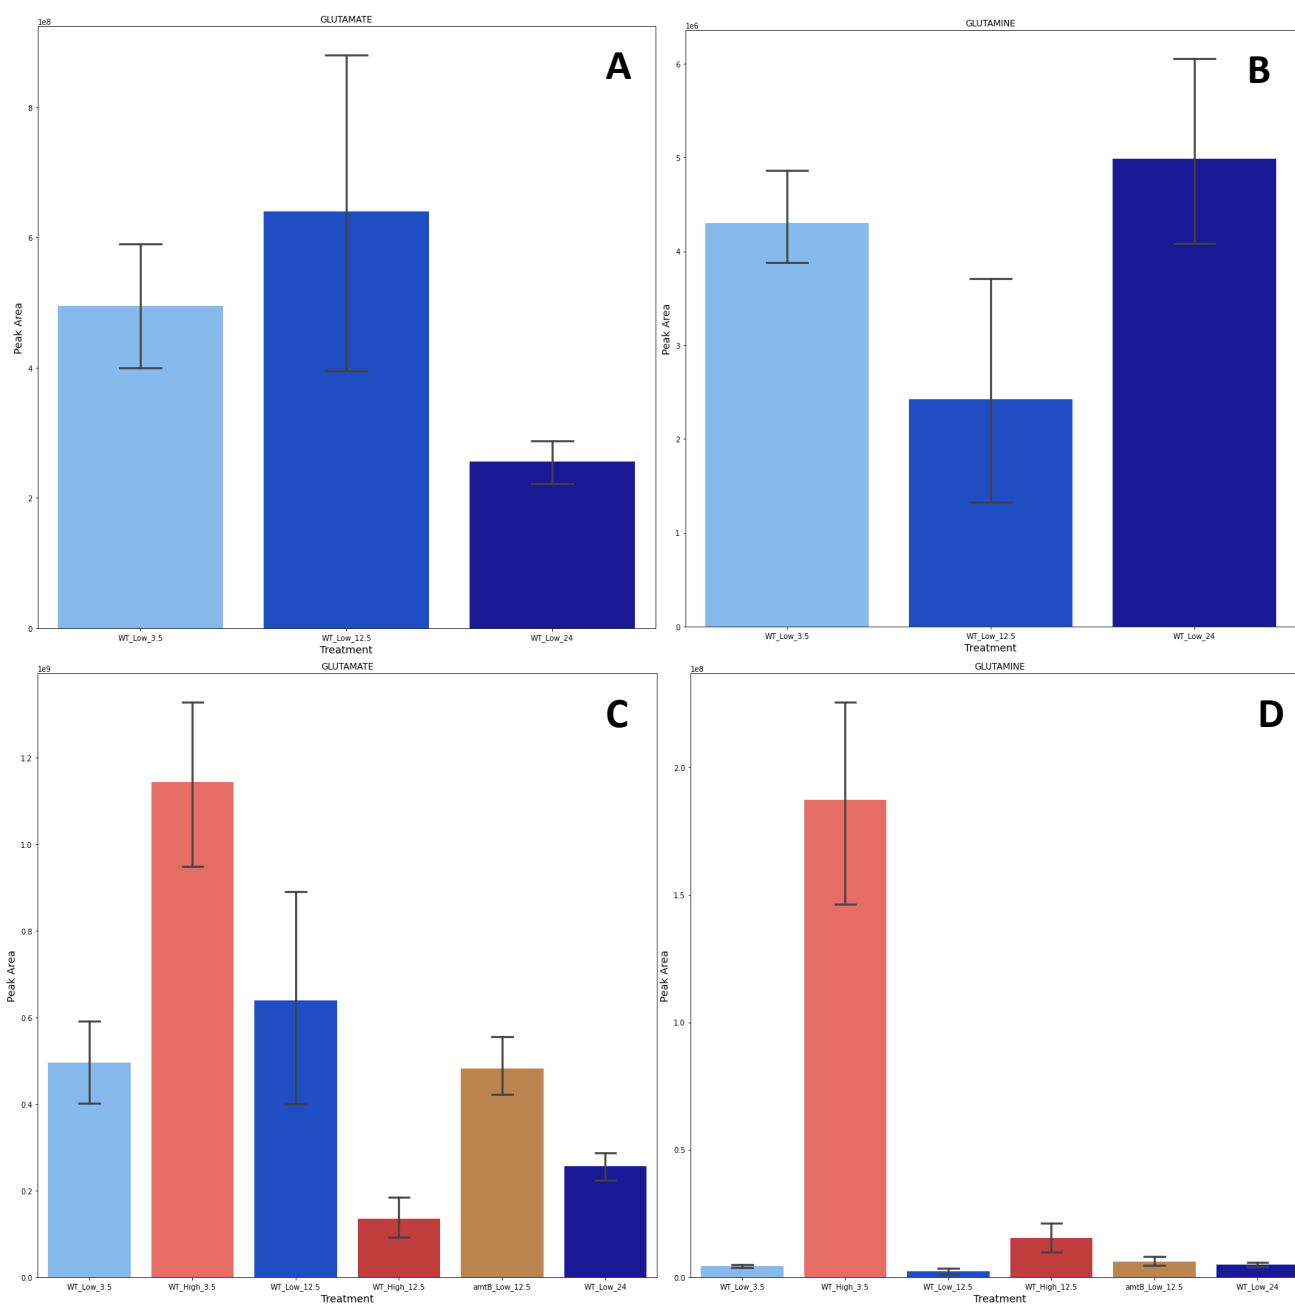 GLUTAMATE
1e8
A
8
6
4
2
0
Peak Area
WT_Low_3.5 WT_Low_12.5 WT_Low_24
Treatment
GLUTAMINE
1e6
B
6
5
4
3
2
1
0
Peak Area
WT_Low_3.5 WT_Low_12.5 WT_Low_24
Treatment
GLUTAMATE
1e9
C
1.2
1.0
0.8
0.6
0.4
0.2
0.0
Peak Area
WT_Low_3.5 WT_High_3.5 WT_Low_12.5 WT_High_12.5 amtB_Low_12.5 WT_Low_24
Treatment
GLUTAMINE
1e8
D
2.0
1.5
1.0
0.5
0.0
Peak Area
WT_Low_3.5 WT_High_3.5 WT_Low_12.5 WT_High_12.5 amtB_Low_12.5 WT_Low_24
Treatment